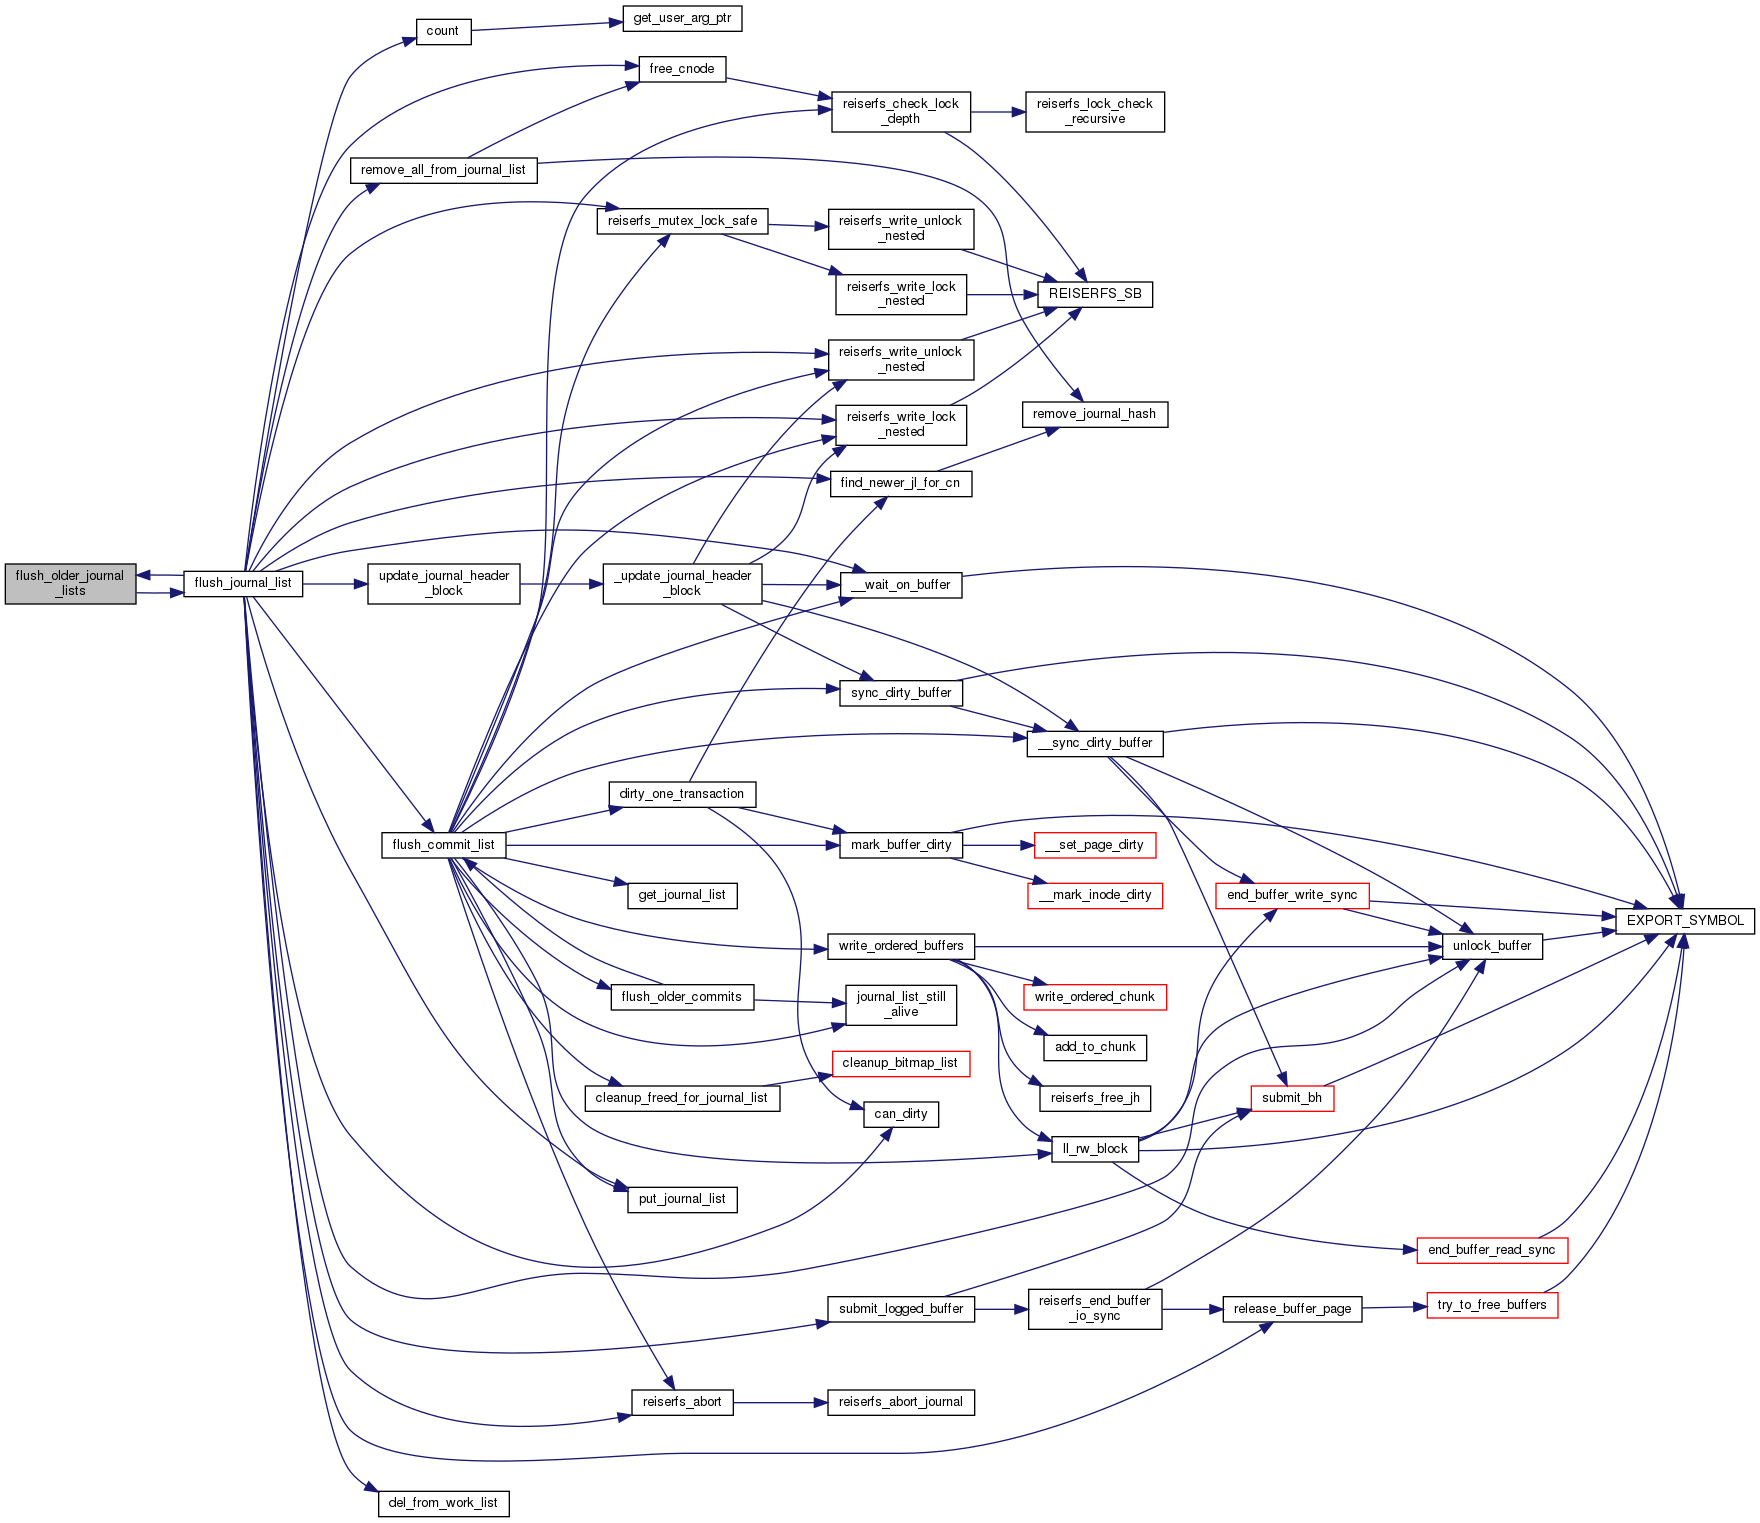 get_user_arg_ptr
count
free_cnode
reiserfs_check_lock
_depth
reiserfs_lock_check
_recursive
remove_all_from_journal_list
reiserfs_mutex_lock_safe
reiserfs_write_unlock
_nested
reiserfs_write_lock
_nested
REISERFS_SB
reiserfs_write_unlock
_nested
reiserfs_write_lock
_nested
remove_journal_hash
find_newer_jl_for_cn
flush_older_journal
_lists
flush_journal_list
update_journal_header
_block
_update_journal_header
_block
__wait_on_buffer
sync_dirty_buffer
__sync_dirty_buffer
dirty_one_transaction
flush_commit_list
mark_buffer_dirty
__set_page_dirty
get_journal_list
__mark_inode_dirty
end_buffer_write_sync
EXPORT_SYMBOL
write_ordered_buffers
unlock_buffer
flush_older_commits
journal_list_still
_alive
write_ordered_chunk
add_to_chunk
cleanup_bitmap_list
cleanup_freed_for_journal_list
reiserfs_free_jh
submit_bh
can_dirty
ll_rw_block
put_journal_list
end_buffer_read_sync
submit_logged_buffer
reiserfs_end_buffer
_io_sync
release_buffer_page
try_to_free_buffers
reiserfs_abort
reiserfs_abort_journal
del_from_work_list